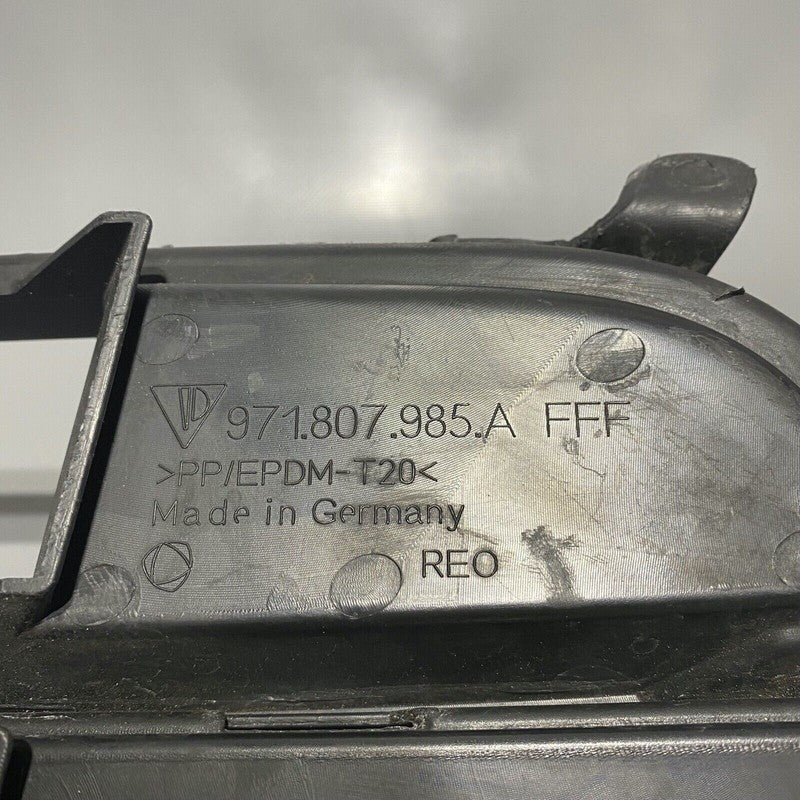 971.807.985.A FFF
>PP/EPDM-T20<
Made in Germany
REO